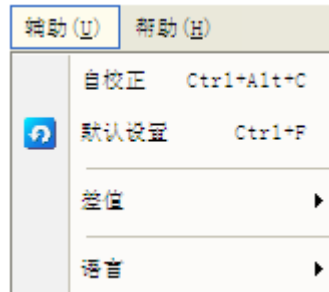 辅助(U) 帮助(H)
自校正 Ctrl+Alt+C
默认设置 Ctrl+F
差值
语言